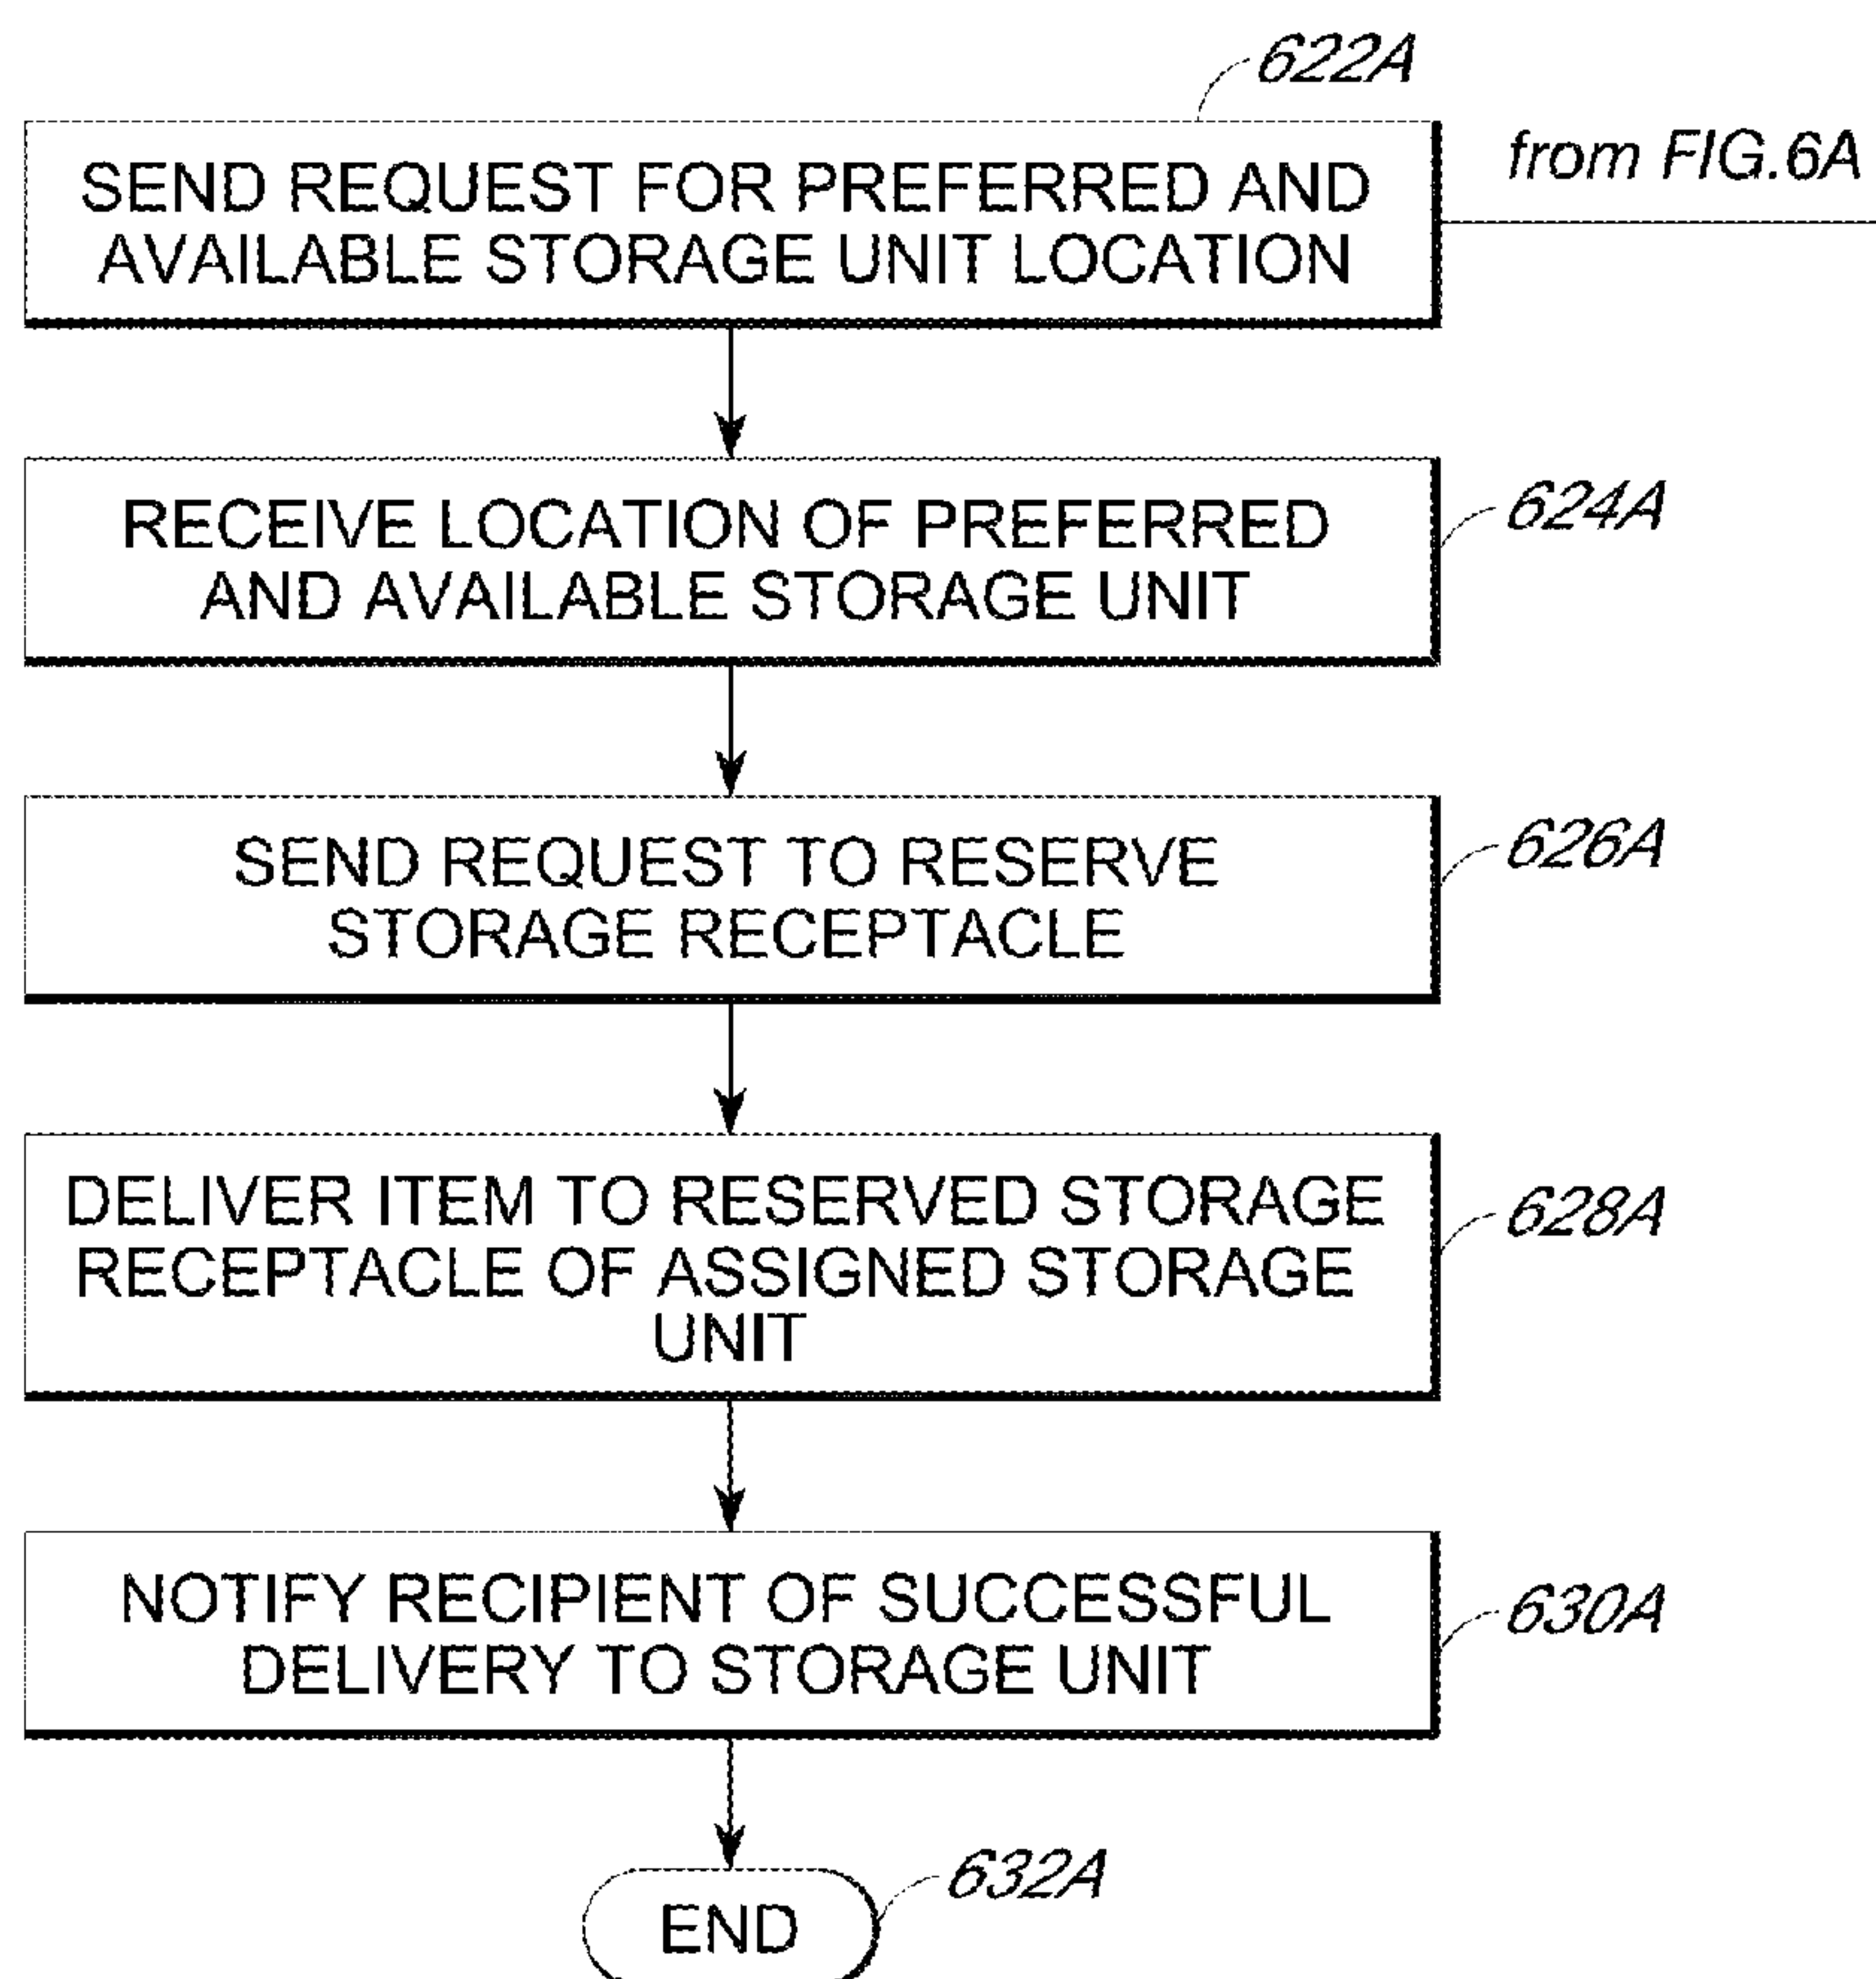 622A
from FIG.6A
SEND REQUEST FOR PREFERRED AND
AVAILABLE STORAGE UNIT LOCATION
624A
RECEIVE LOCATION OF PREFERRED
AND AVAILABLE STORAGE UNIT
626A
SEND REQUEST TO RESERVE
STORAGE RECEPTACLE
628A
DELIVER ITEM TO RESERVED STORAGE
RECEPTACLE OF ASSIGNED STORAGE
UNIT
630A
NOTIFY RECIPIENT OF SUCCESSFUL
DELIVERY TO STORAGE UNIT
632A
END